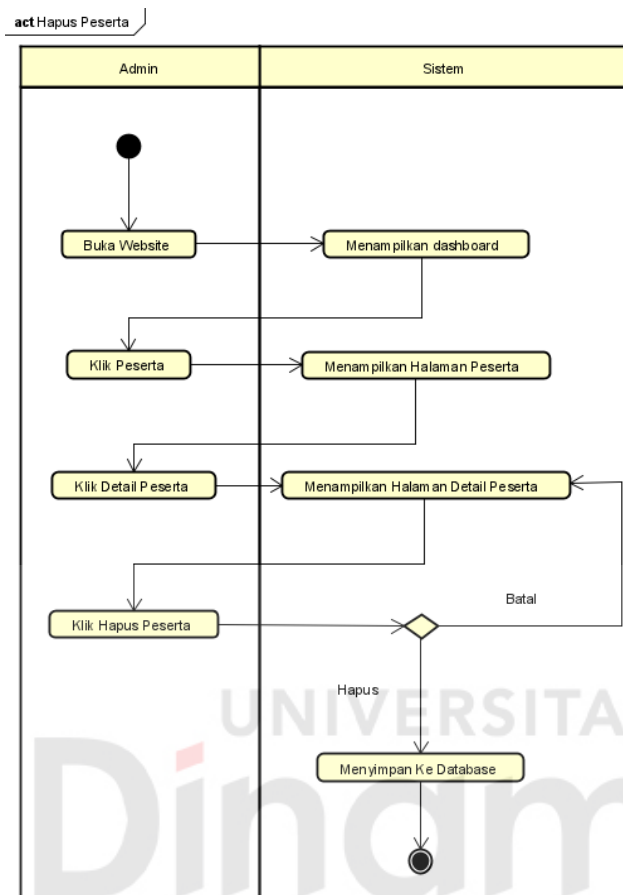 act Hapus Peserta
Admin
Sistem
Buka Website
Menampilkan dashboard
Klik Peserta
Menampilkan Halaman Peserta
Klik Detail Peserta
Menampilkan Halaman Detail Peserta
Batal
Klik Hapus Peserta
Hapus
UNIVERSITA
Menyimpan Ke Database
Dinam